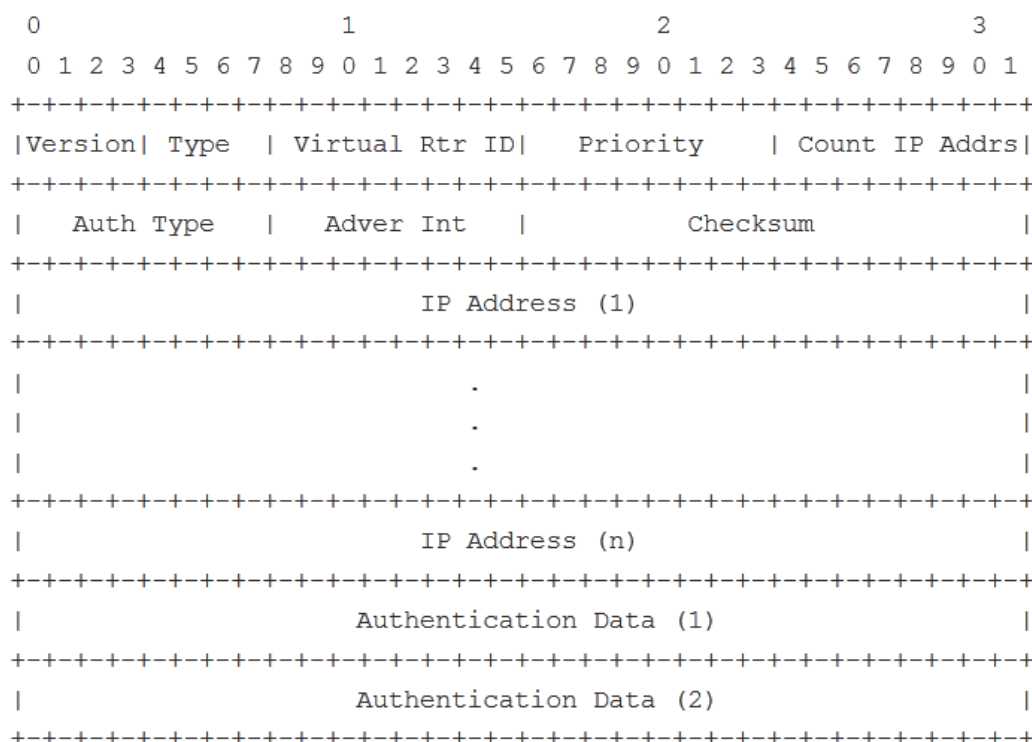 0                   1                   2                   3
 0 1 2 3 4 5 6 7 8 9 0 1 2 3 4 5 6 7 8 9 0 1 2 3 4 5 6 7 8 9 0 1
+-+-+-+-+-+-+-+-+-+-+-+-+-+-+-+-+-+-+-+-+-+-+-+-+-+-+-+-+-+-+-+-+
|Version| Type  | Virtual Rtr ID|   Priority    | Count IP Addrs|
+-+-+-+-+-+-+-+-+-+-+-+-+-+-+-+-+-+-+-+-+-+-+-+-+-+-+-+-+-+-+-+-+
|   Auth Type   |   Adver Int   |          Checksum             |
+-+-+-+-+-+-+-+-+-+-+-+-+-+-+-+-+-+-+-+-+-+-+-+-+-+-+-+-+-+-+-+-+
|                         IP Address (1)                        |
+-+-+-+-+-+-+-+-+-+-+-+-+-+-+-+-+-+-+-+-+-+-+-+-+-+-+-+-+-+-+-+-+
|                            .                                  |
|                            .                                  |
|                            .                                  |
+-+-+-+-+-+-+-+-+-+-+-+-+-+-+-+-+-+-+-+-+-+-+-+-+-+-+-+-+-+-+-+-+
|                         IP Address (n)                        |
+-+-+-+-+-+-+-+-+-+-+-+-+-+-+-+-+-+-+-+-+-+-+-+-+-+-+-+-+-+-+-+-+
|                     Authentication Data (1)                   |
+-+-+-+-+-+-+-+-+-+-+-+-+-+-+-+-+-+-+-+-+-+-+-+-+-+-+-+-+-+-+-+-+
|                     Authentication Data (2)                   |
+-+-+-+-+-+-+-+-+-+-+-+-+-+-+-+-+-+-+-+-+-+-+-+-+-+-+-+-+-+-+-+-+